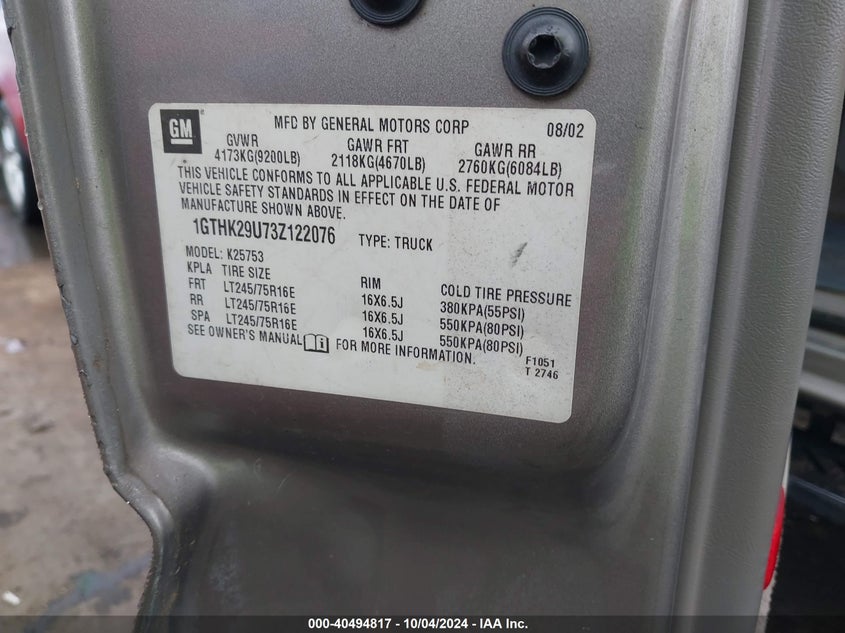 GM
MFD BY GENERAL MOTORS CORP 08/02
GVWR GAWR FRT GAWR RR
4173KG(9200LB) 2118KG(4670LB) 2760KG(6084LB)
THIS VEHICLE CONFORMS TO ALL APPLICABLE U.S. FEDERAL MOTOR
VEHICLE SAFETY STANDARDS IN EFFECT ON THE DATE OF
MANUFACTURE SHOWN ABOVE.
1GTHK29U73Z122076 TYPE: TRUCK
MODEL: K25753
KPLA TIRE SIZE RIM COLD TIRE PRESSURE
FRT LT245/75R16E 16X6.5J 380KPA(55PSI)
RR LT245/75R16E 16X6.5J 550KPA(80PSI)
SPA LT245/75R16E 16X6.5J 550KPA(80PSI)
SEE OWNER'S MANUAL FOR MORE INFORMATION.
F1051
T 2746
000-40494817 - 10/04/2024 - IAA Inc.